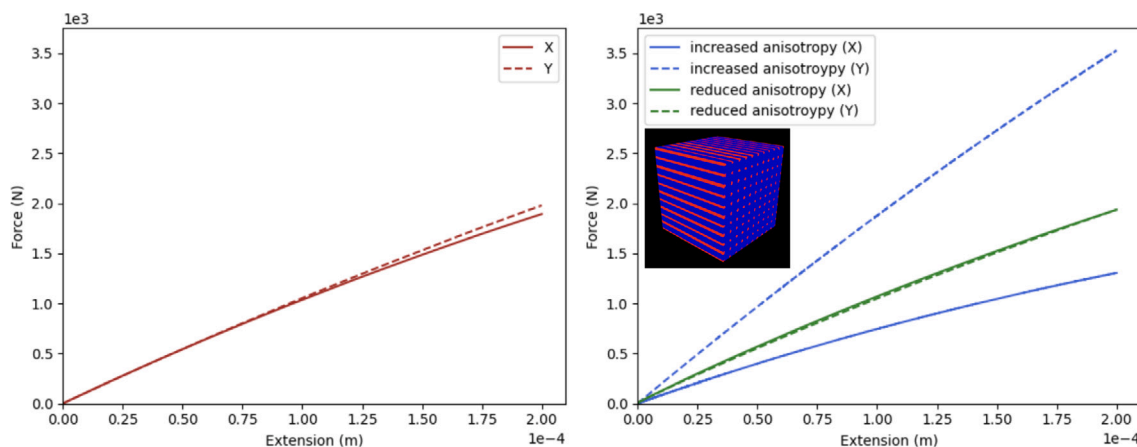 1e3
3.5
3.0
2.5
2.0
1.5
1.0
0.5
0.0
Force (N)
X
Y
0.00 0.25 0.50 0.75 1.00 1.25 1.50 1.75 2.00
Extension (m)
1e−4
1e3
3.5
3.0
2.5
2.0
1.5
1.0
0.5
0.0
Force (N)
increased anisotropy (X)
increased anisotroypy (Y)
reduced anisotropy (X)
reduced anisotroypy (Y)
0.00 0.25 0.50 0.75 1.00 1.25 1.50 1.75 2.00
Extension (m)
1e−4